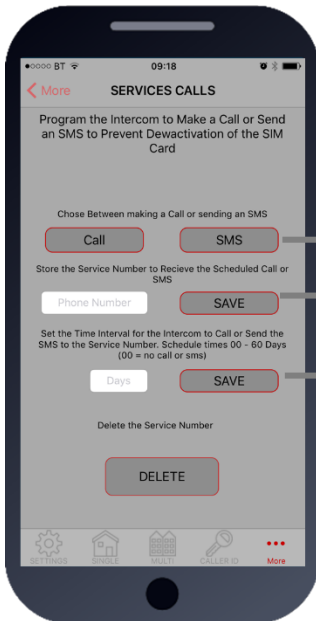 ●○○○○ BT 09:18
< More SERVICES CALLS
Program the Intercom to Make a Call or Send
an SMS to Prevent Dewactivation of the SIM
Card
Chose Between making a Call or sending an SMS
Call SMS
Store the Service Number to Recieve the Scheduled Call or
SMS
Phone Number SAVE
Set the Time Interval for the Intercom to Call or Send the
SMS to the Service Number. Schedule times 00 - 60 Days
(00 = no call or sms)
Days SAVE
Delete the Service Number
DELETE
SETTINGS SINGLE MULTI CALLER ID More